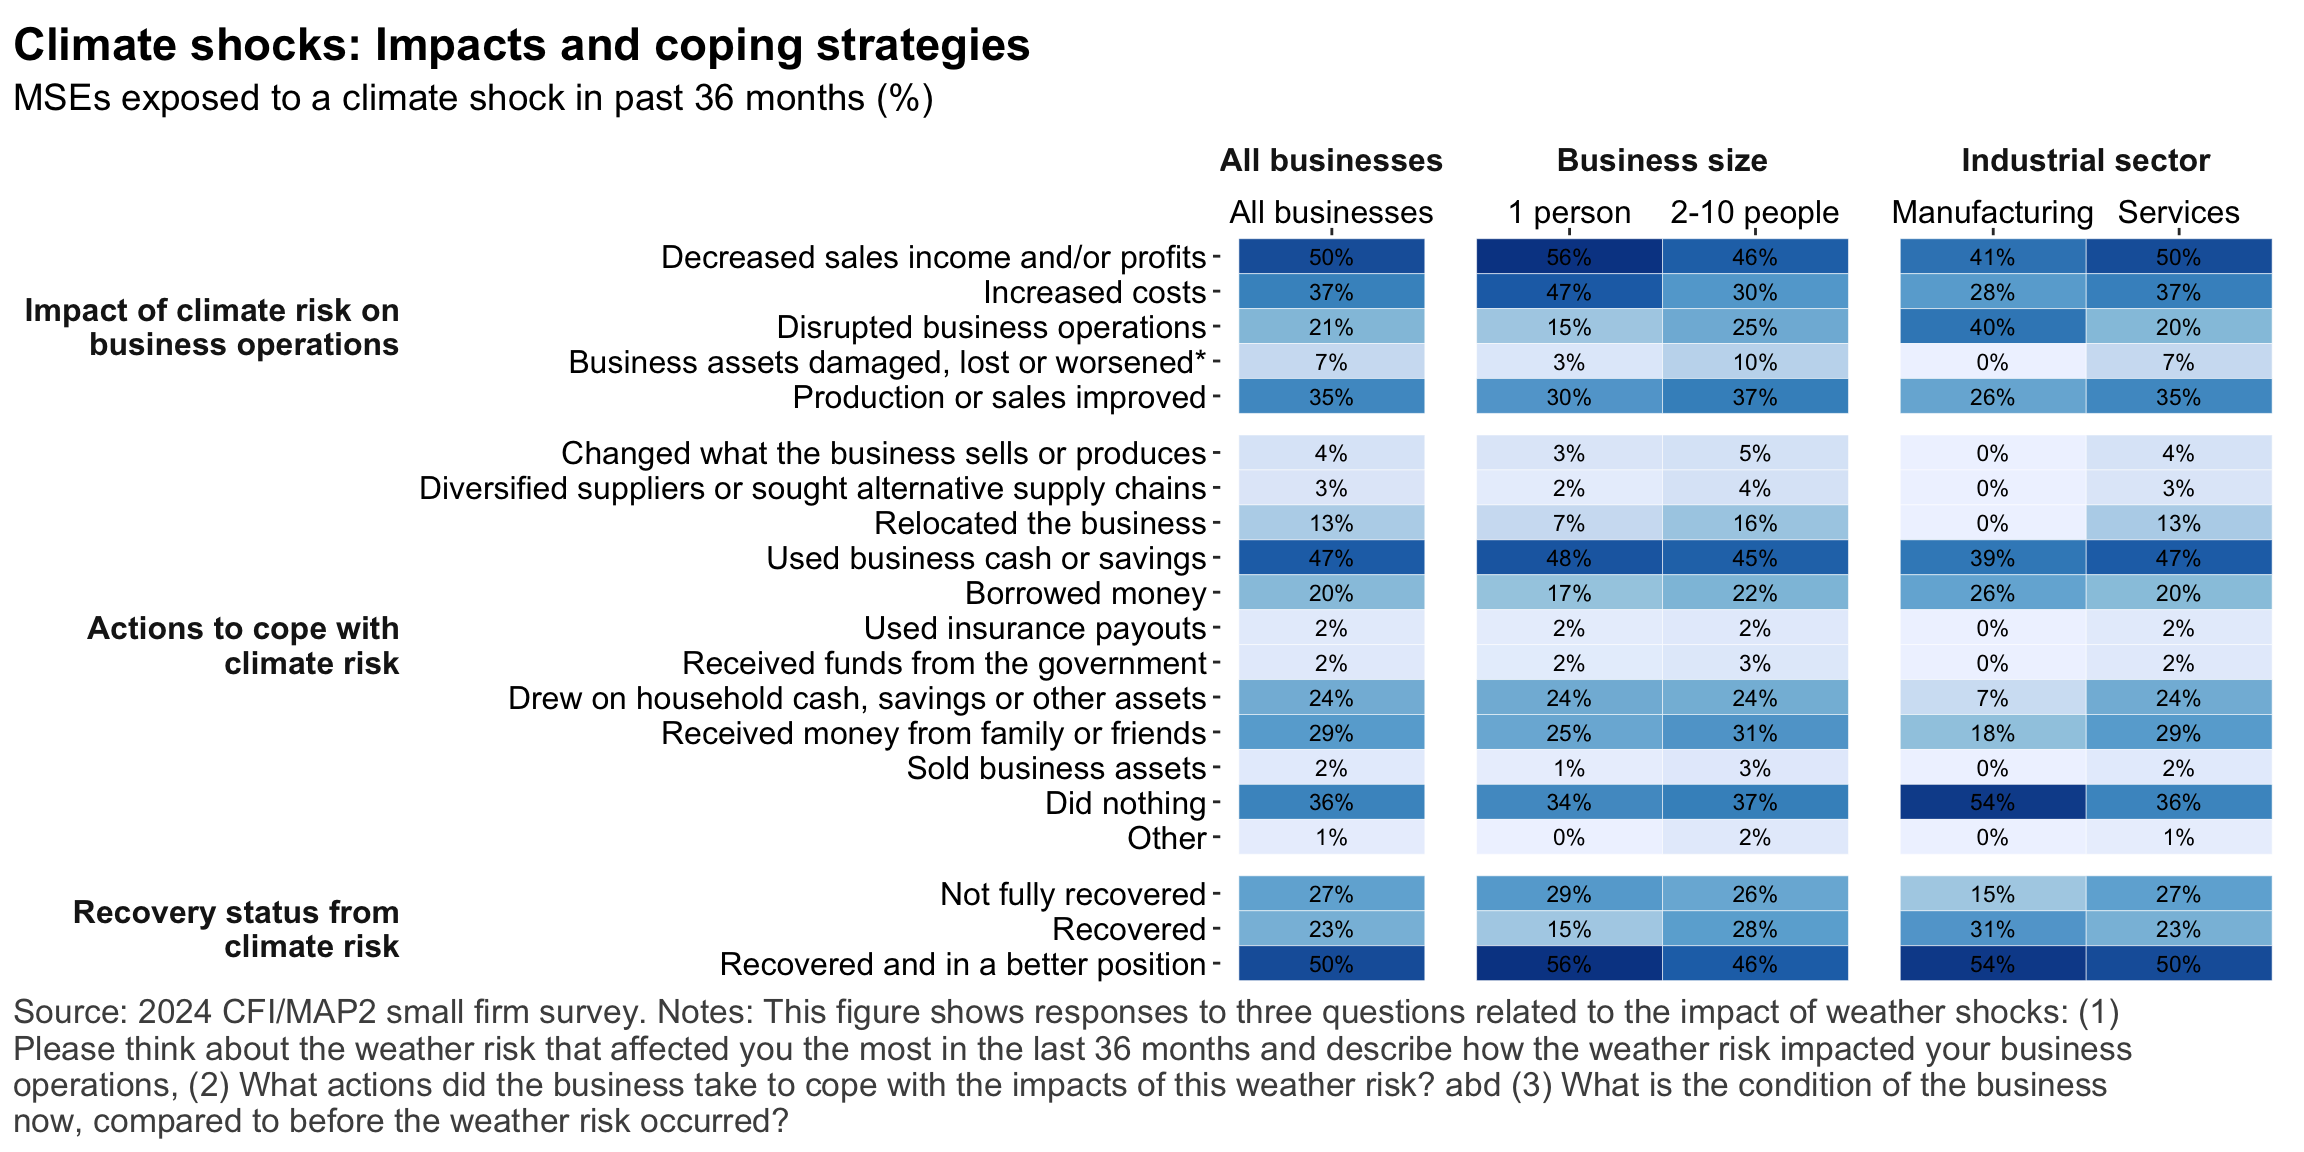 Climate shocks: Impacts and coping strategies
MSEs exposed to a climate shock in past 36 months (%)
All businesses Business size Industrial sector
All businesses 1 person 2-10 people Manufacturing Services
Impact of climate risk on
business operations
Decreased sales income and/or profits 50% 56% 46% 41% 50%
Increased costs 37% 47% 30% 28% 37%
Disrupted business operations 21% 15% 25% 40% 20%
Business assets damaged, lost or worsened* 7% 3% 10% 0% 7%
Production or sales improved 35% 30% 37% 26% 35%
Actions to cope with
climate risk
Changed what the business sells or produces 4% 3% 5% 0% 4%
Diversified suppliers or sought alternative supply chains 3% 2% 4% 0% 3%
Relocated the business 13% 7% 16% 0% 13%
Used business cash or savings 47% 48% 45% 39% 47%
Borrowed money 20% 17% 22% 26% 20%
Used insurance payouts 2% 2% 2% 0% 2%
Received funds from the government 2% 2% 3% 0% 2%
Drew on household cash, savings or other assets 24% 24% 24% 7% 24%
Received money from family or friends 29% 25% 31% 18% 29%
Sold business assets 2% 1% 3% 0% 2%
Did nothing 36% 34% 37% 54% 36%
Other 1% 0% 2% 0% 1%
Recovery status from
climate risk
Not fully recovered 27% 29% 26% 15% 27%
Recovered 23% 15% 28% 31% 23%
Recovered and in a better position 50% 56% 46% 54% 50%
Source: 2024 CFI/MAP2 small firm survey. Notes: This figure shows responses to three questions related to the impact of weather shocks: (1)
Please think about the weather risk that affected you the most in the last 36 months and describe how the weather risk impacted your business
operations, (2) What actions did the business take to cope with the impacts of this weather risk? abd (3) What is the condition of the business
now, compared to before the weather risk occurred?